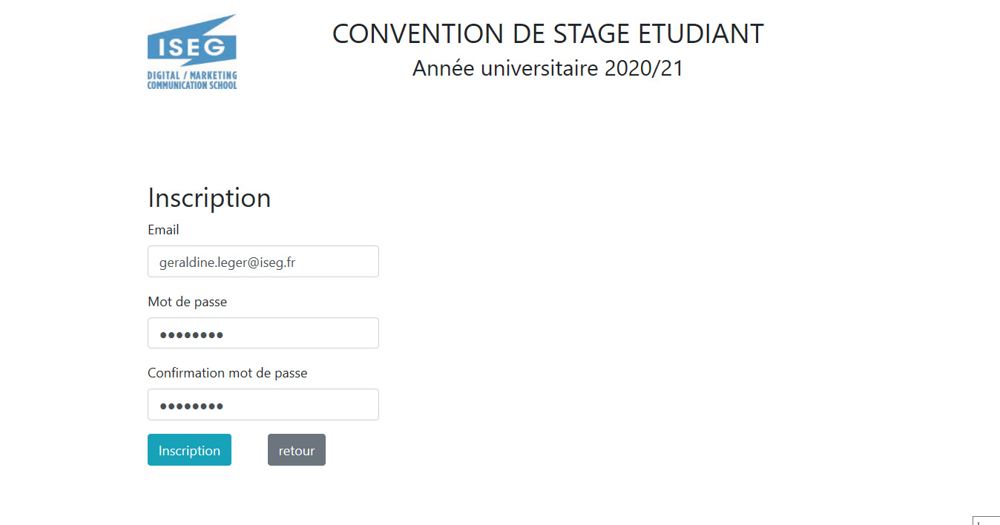 ISEG
DIGITAL / MARKETING
COMMUNICATION SCHOOL
CONVENTION DE STAGE ETUDIANT
Année universitaire 2020/21
Inscription
Email
geraldine.leger@iseg.fr
Mot de passe
••••••••
Confirmation mot de passe
••••••••
Inscription
retour